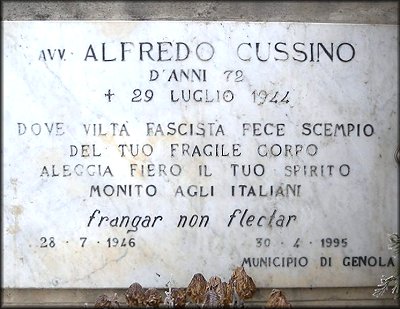 AVV. ALFREDO CUSSINO
D'ANNI 72
+ 29 LUGLIO 1944
DOVE VILTA FASCISTA FECE SCEMPIO
DEL TUO FRAGILE CORPO
ALEGGIA FIERO IL TUO SPIRITO
MONITO AGLI ITALIANI
frangar non flectar
28 · 7 · 1946 30 · 4 · 1995
MUNICIPIO DI GENOLA